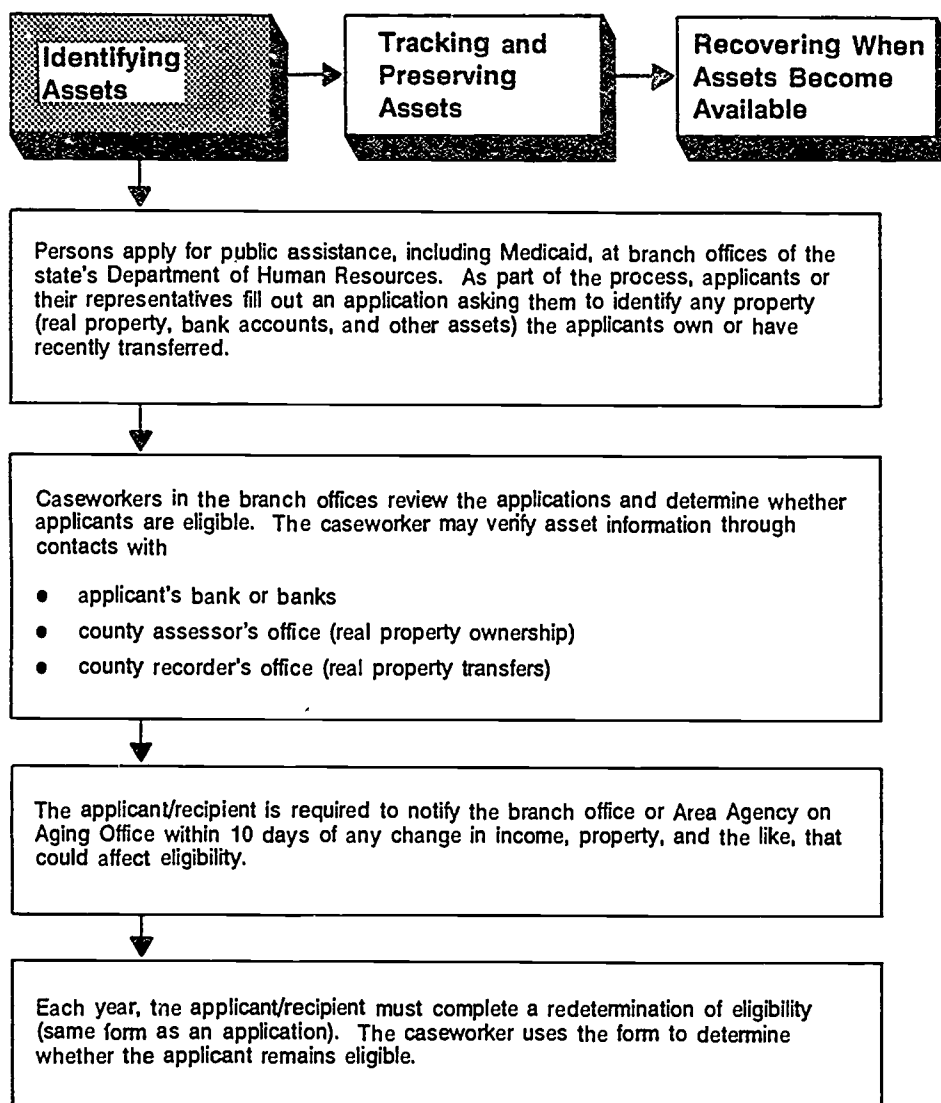 Identifying
Assets
Tracking and
Preserving
Assets
Recovering When
Assets Become
Available
Persons apply for public assistance, including Medicaid, at branch offices of the
state's Department of Human Resources. As part of the process, applicants or
their representatives fill out an application asking them to identify any property
(real property, bank accounts, and other assets) the applicants own or have
recently transferred.
Caseworkers in the branch offices review the applications and determine whether
applicants are eligible. The caseworker may verify asset information through
contacts with
● applicant's bank or banks
● county assessor's office (real property ownership)
● county recorder's office (real property transfers)
The applicant/recipient is required to notify the branch office or Area Agency on
Aging Office within 10 days of any change in income, property, and the like, that
could affect eligibility.
Each year, the applicant/recipient must complete a redetermination of eligibility
(same form as an application). The caseworker uses the form to determine
whether the applicant remains eligible.